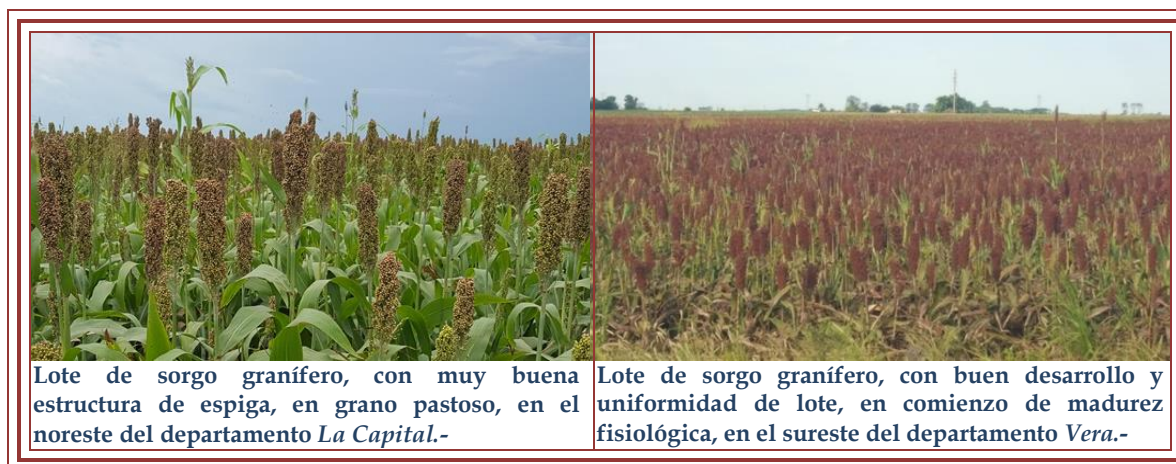 Lote de sorgo granífero, con muy buena
estructura de espiga, en grano pastoso, en el
noreste del departamento La Capital.-
Lote de sorgo granífero, con buen desarrollo y
uniformidad de lote, en comienzo de madurez
fisiológica, en el sureste del departamento Vera.-